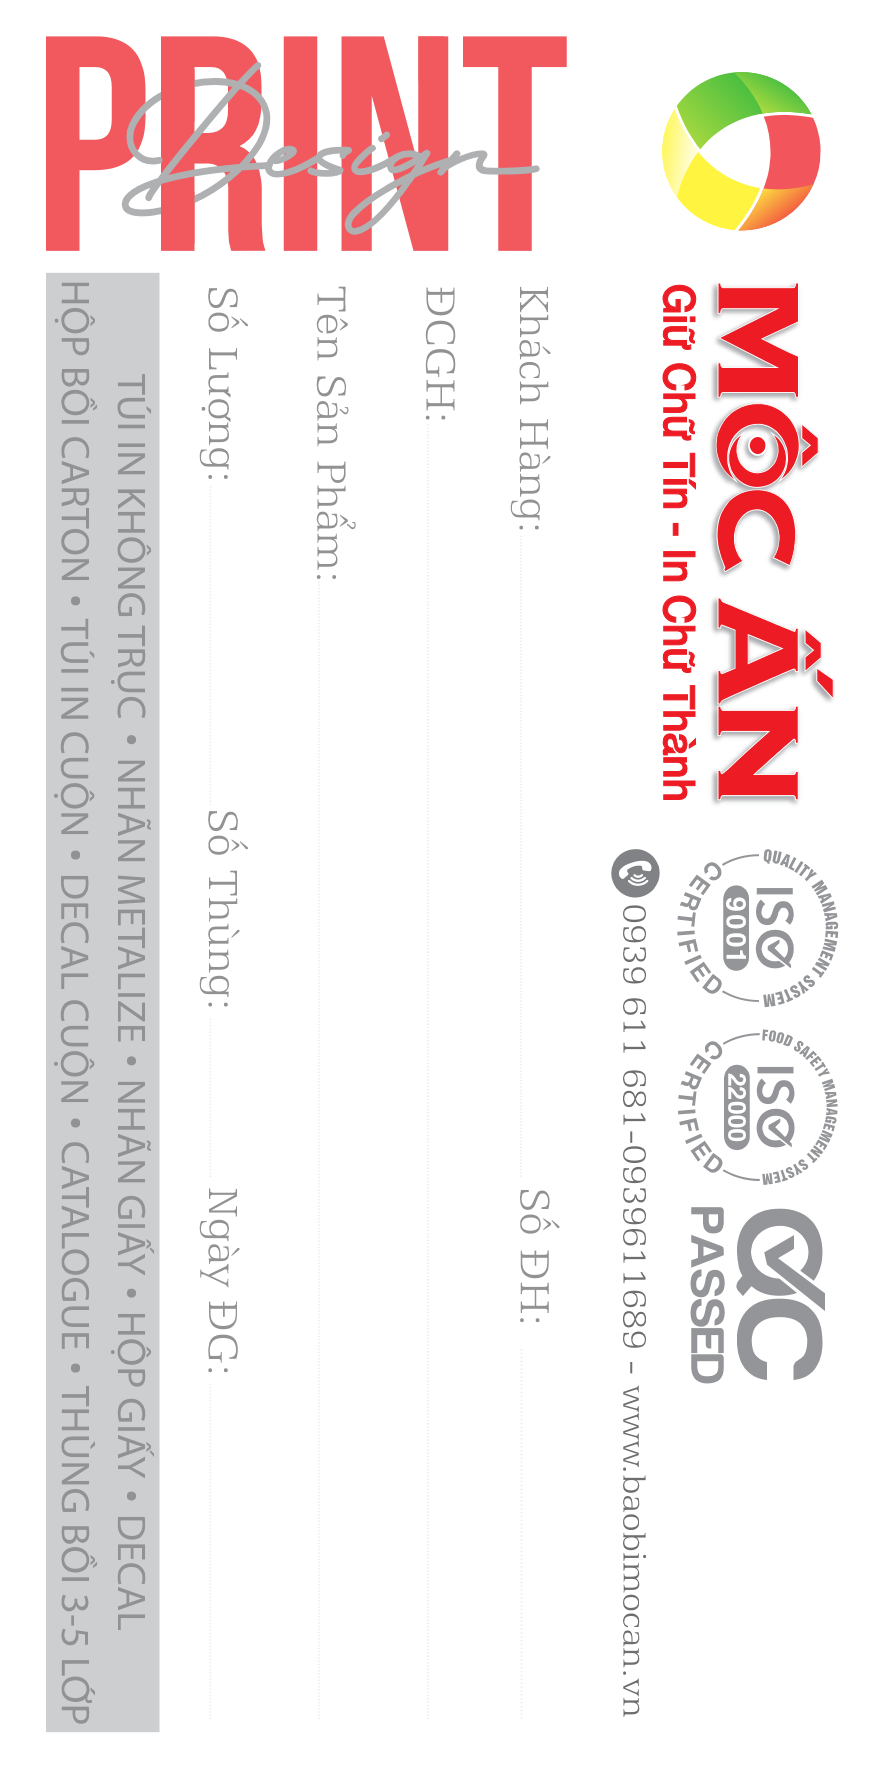 PRINT
Design
MỘC ẤN
Giữ Chữ Tín - In Chữ Thành
QUALITY MANAGEMENT SYSTEM
ISO
9001
CERTIFIED
FOOD SAFETY MANAGEMENT SYSTEM
ISO
22000
CERTIFIED
QC
PASSED
0939 611 681-0939611689 - www.baobimocan.vn
Khách Hàng:
Số ĐH:
ĐCGH:
Tên Sản Phẩm:
Số Lượng:
Số Thùng:
Ngày ĐG:
TÚI IN KHÔNG TRỤC • NHÃN METALIZE • NHÃN GIẤY • HỘP GIẤY • DECAL
HỘP BỒI CARTON • TÚI IN CUỘN • DECAL CUỘN • CATALOGUE • THÙNG BỒI 3-5 LỚP